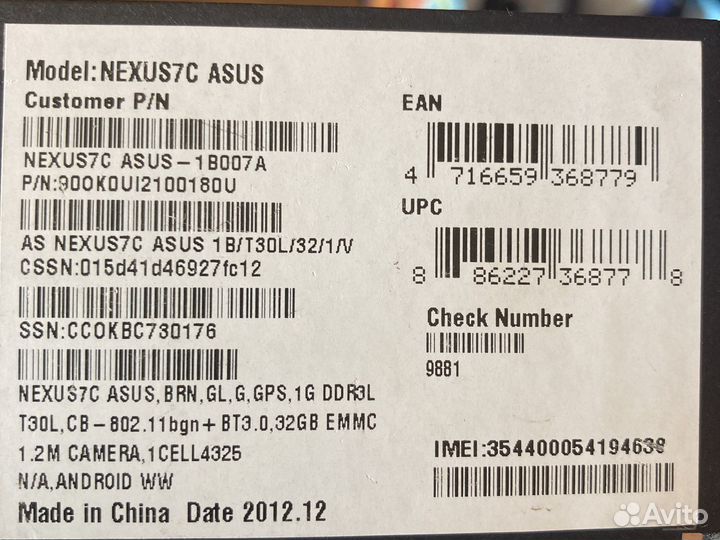 Model:NEXUS7C ASUS
Customer P/N
NEXUS7C ASUS-1B007A
P/N:90OK0UI2100180U
AS NEXUS7C ASUS 1B/T30L/32/1/V
CSSN:015d41d46927fc12
SSN:CCOKBC730176
NEXUS7C ASUS,BRN,GL,G,GPS,1G DDR3L
T30L,CB-802.11bgn+ BT3.0,32GB EMMC
1.2M CAMERA,1CELL4325
N/A,ANDROID WW
Made in China Date 2012.12
EAN
4 716659 368779
UPC
8 86227 36877 8
Check Number
9881
IMEI:354400054194638
Avito